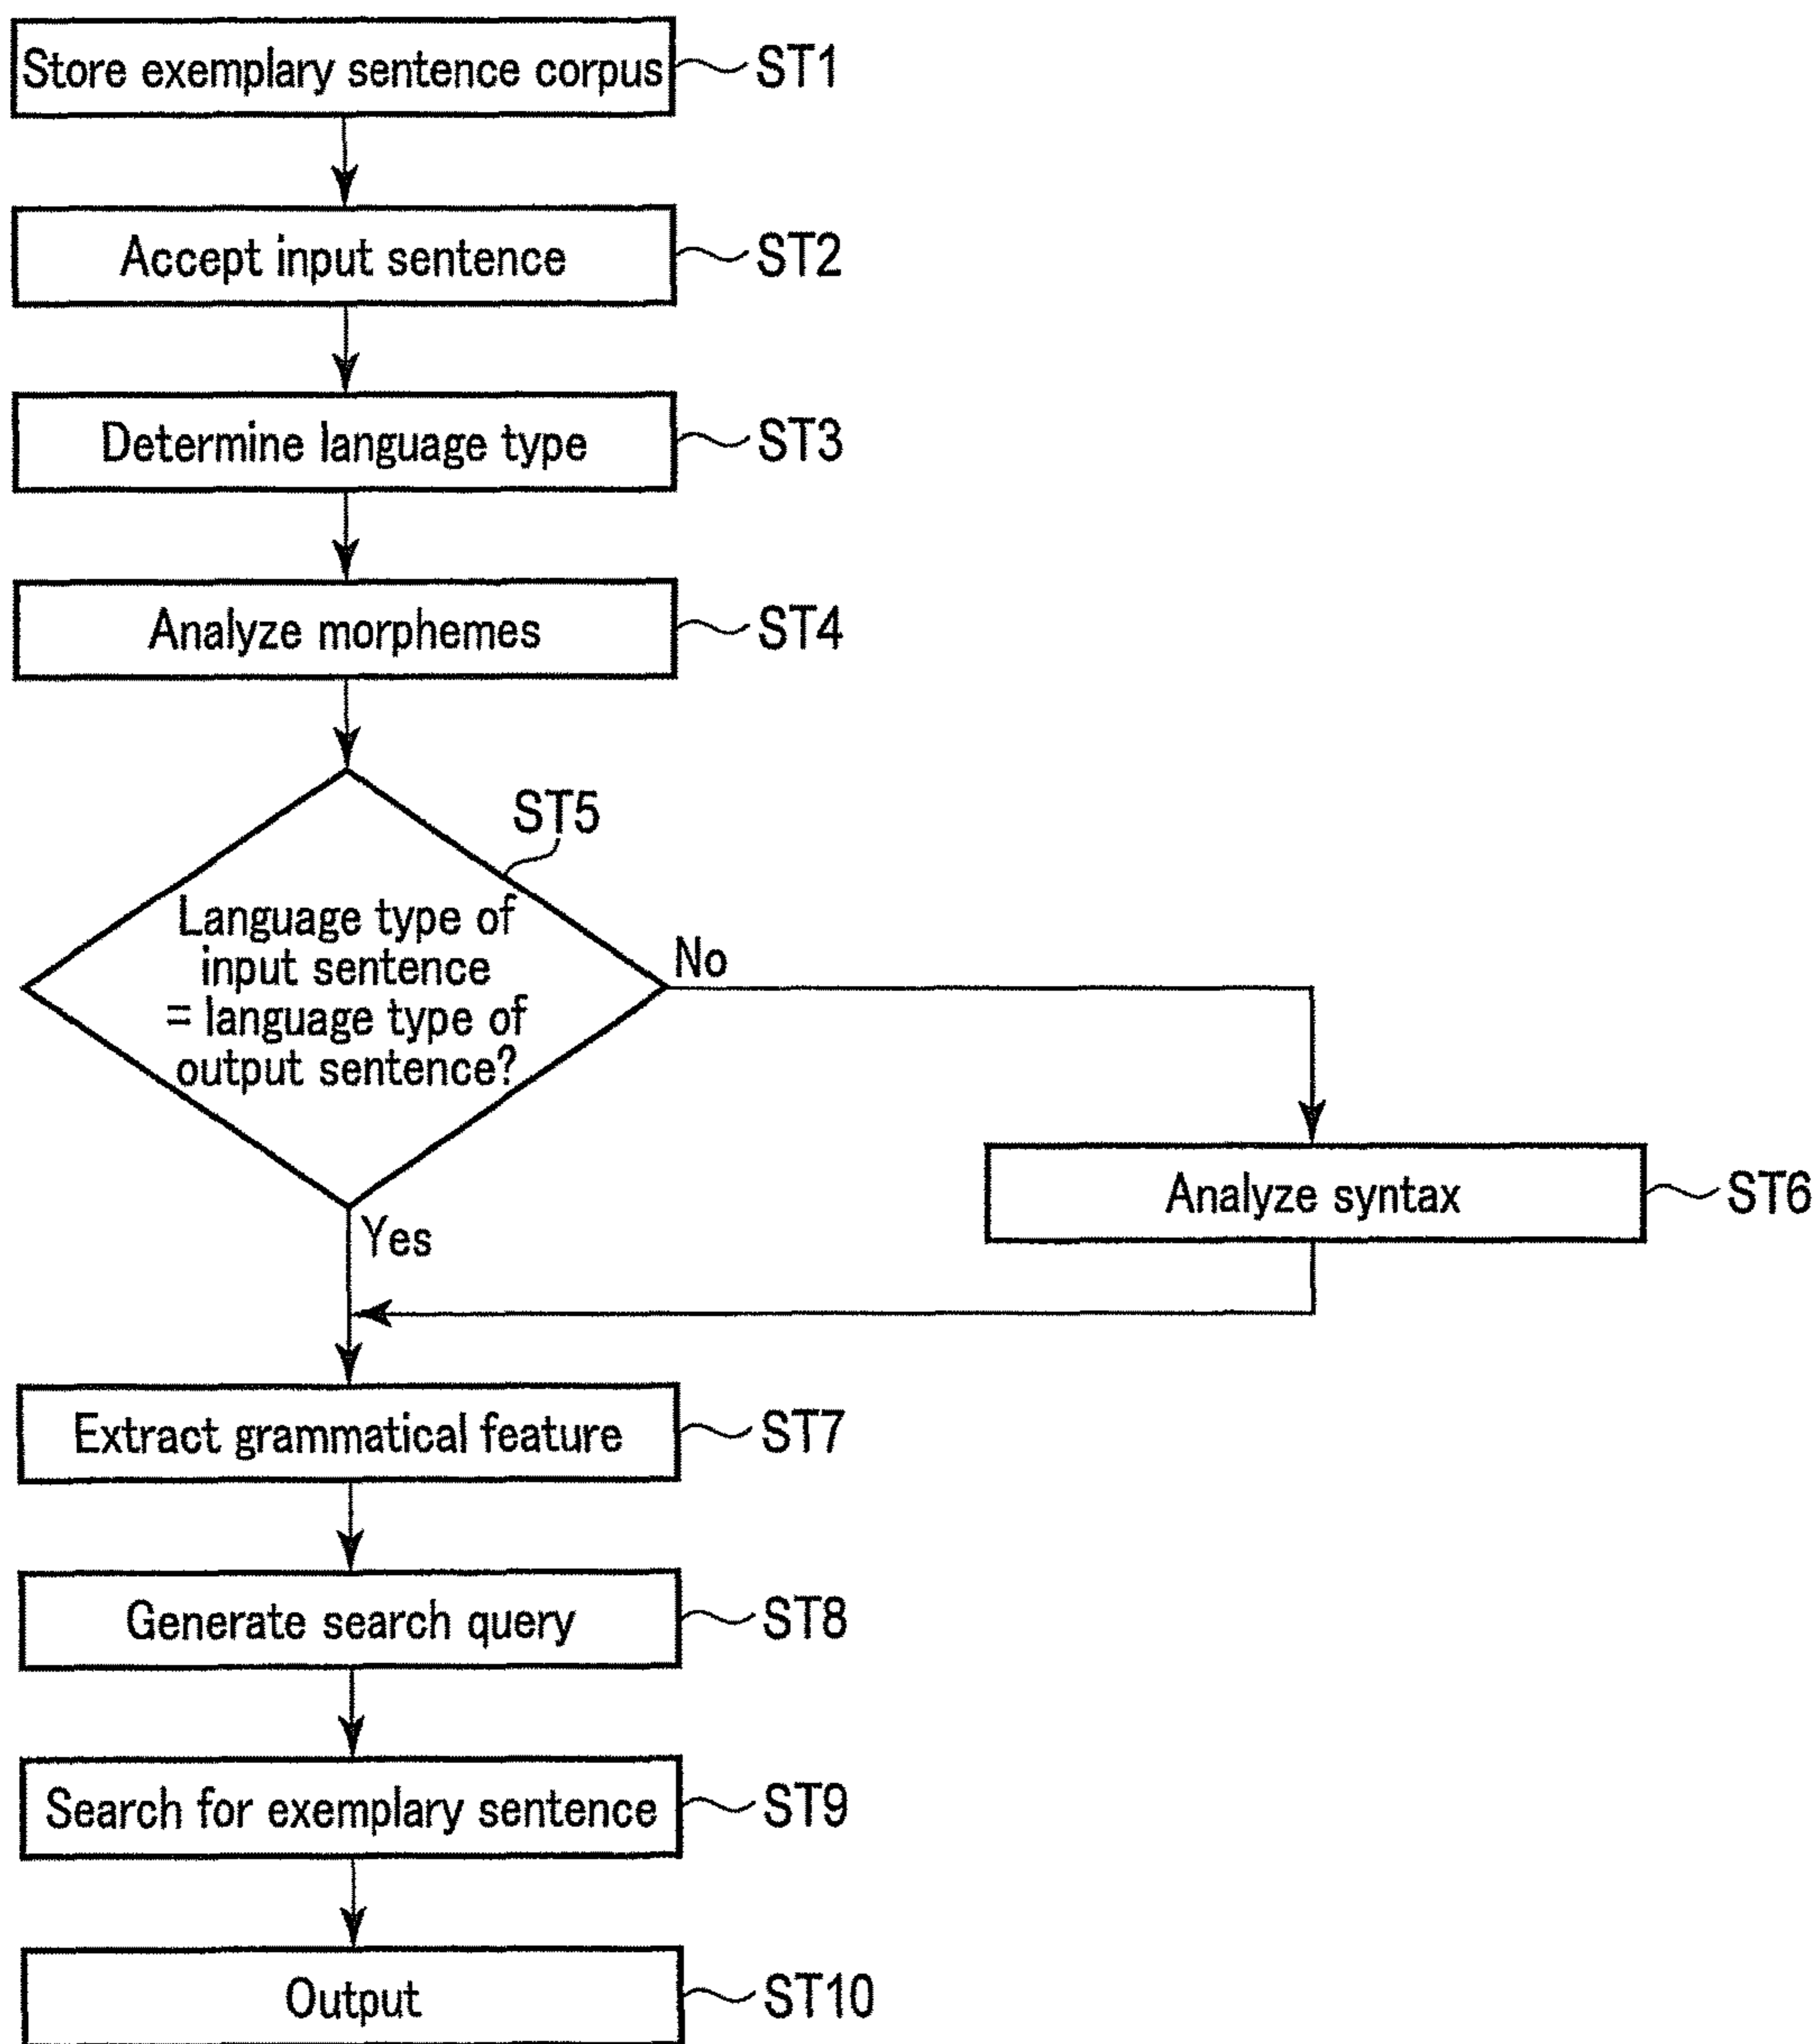 Store exemplary sentence corpus ST1
Accept input sentence ST2
Determine language type ST3
Analyze morphemes ST4
ST5
Language type of
input sentence
= language type of
output sentence?
No
Analyze syntax ST6
Yes
Extract grammatical feature ST7
Generate search query ST8
Search for exemplary sentence ST9
Output ST10